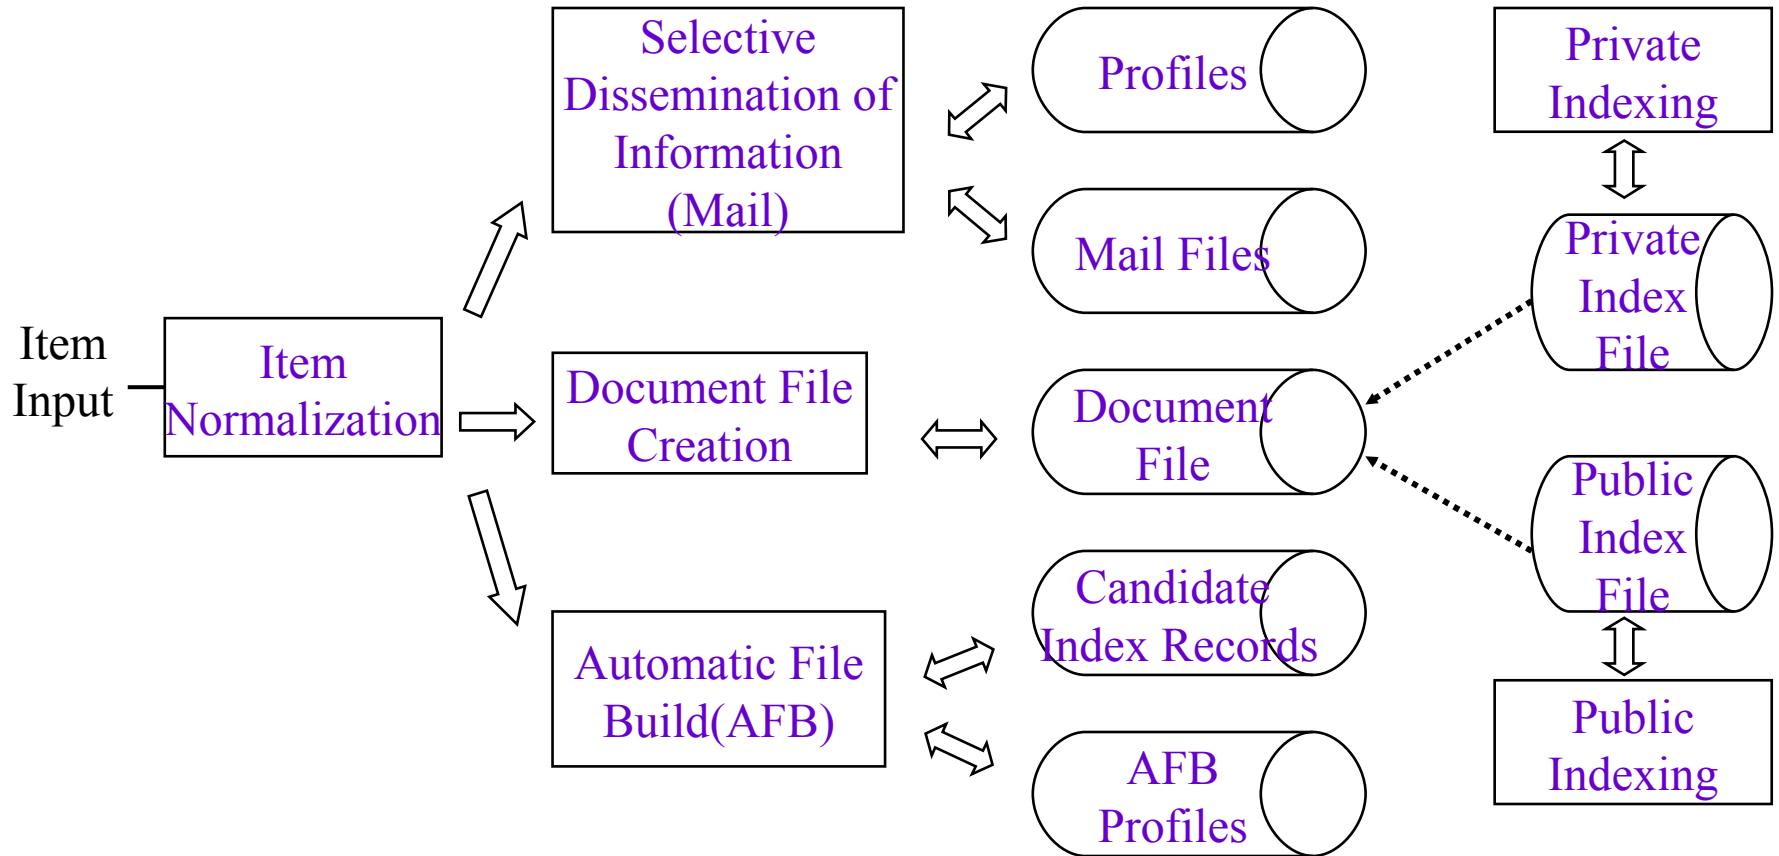 Item
Input
Item
Normalization
Selective
Dissemination of
Information
(Mail)
Document File
Creation
Automatic File
Build(AFB)
Profiles
Mail Files
Document
File
Candidate
Index Records
AFB
Profiles
Private
Indexing
Private
Index
File
Public
Index
File
Public
Indexing